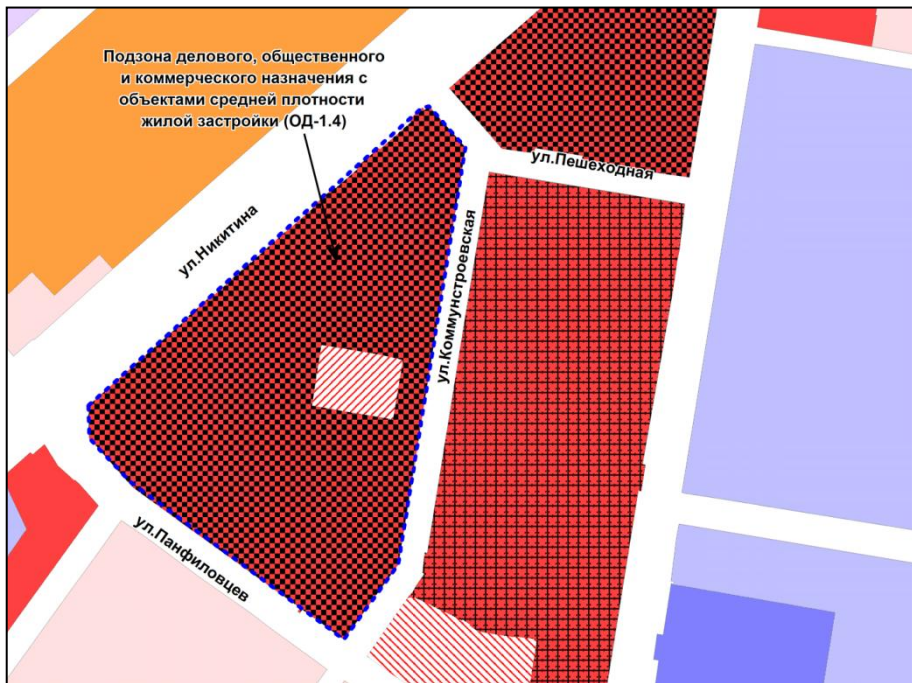 Подзона делового, общественного
и коммерческого назначения с
объектами средней плотности
жилой застройки (ОД-1.4)
ул.Пешеходная
ул.Никитина
ул.Коммунстроевская
ул.Панфиловцев